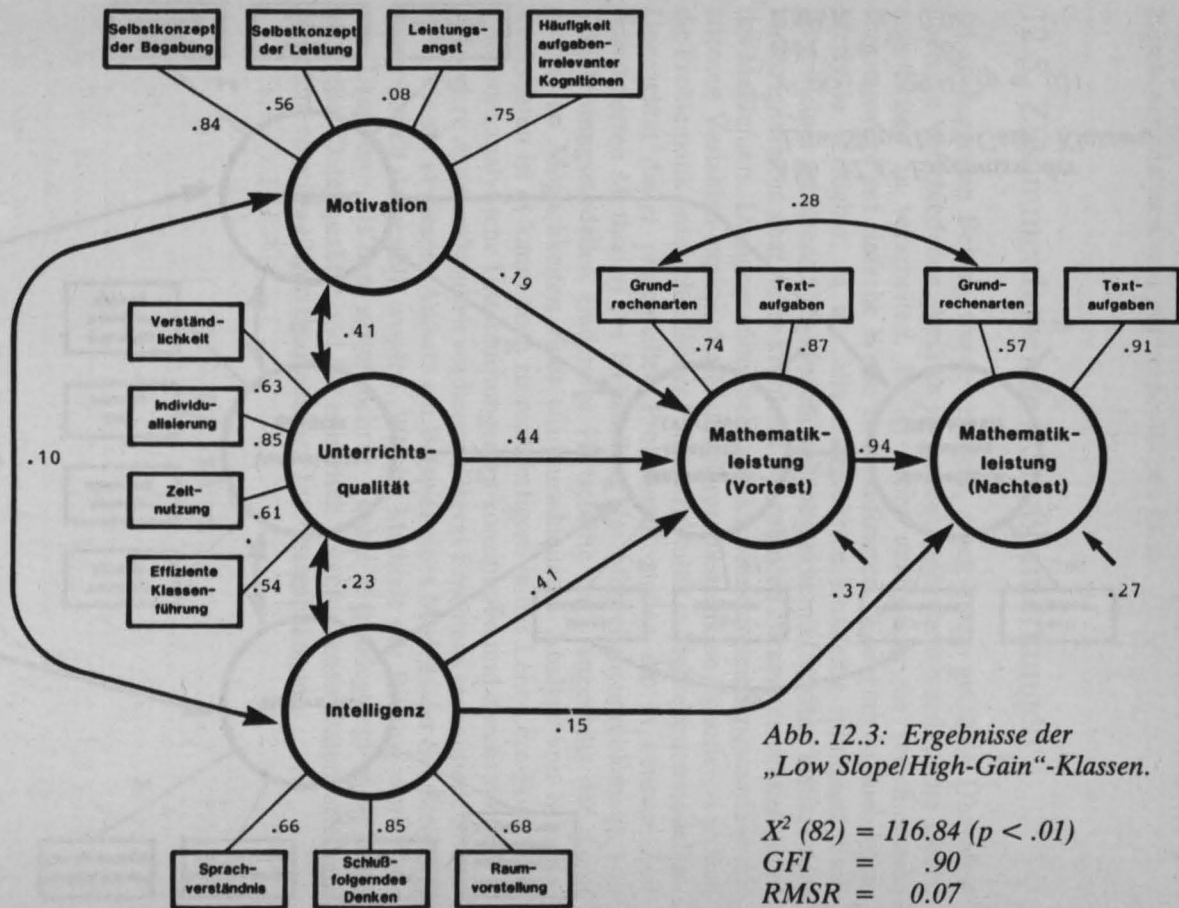 Selbstkonzept
der Begabung
Selbstkonzept
der Leistung
Leistungs-
angst
Häufigkeit
aufgaben-
irrelevanter
Kognitionen
.84
.56
.08
.75
Motivation
.28
.19
Grund-
rechenarten
Text-
aufgaben
Grund-
rechenarten
Text-
aufgaben
.74
.87
.57
.91
.41
Verständ-
lichkeit
.63
Individu-
alisierung
.85
Zeit-
nutzung
.61
Effiziente
Klassen-
führung
.54
.10
Unterrichts-
qualität
.44
Mathematik-
leistung
(Vortest)
.94
Mathematik-
leistung
(Nachtest)
.23
.41
.37
.27
Intelligenz
.15
.66
.85
.68
Sprach-
verständnis
Schluß-
folgerndes
Denken
Raum-
vorstellung
Abb. 12.3: Ergebnisse der
„Low Slope/High-Gain“-Klassen.
X² (82) = 116.84 (p < .01)
GFI = .90
RMSR = 0.07